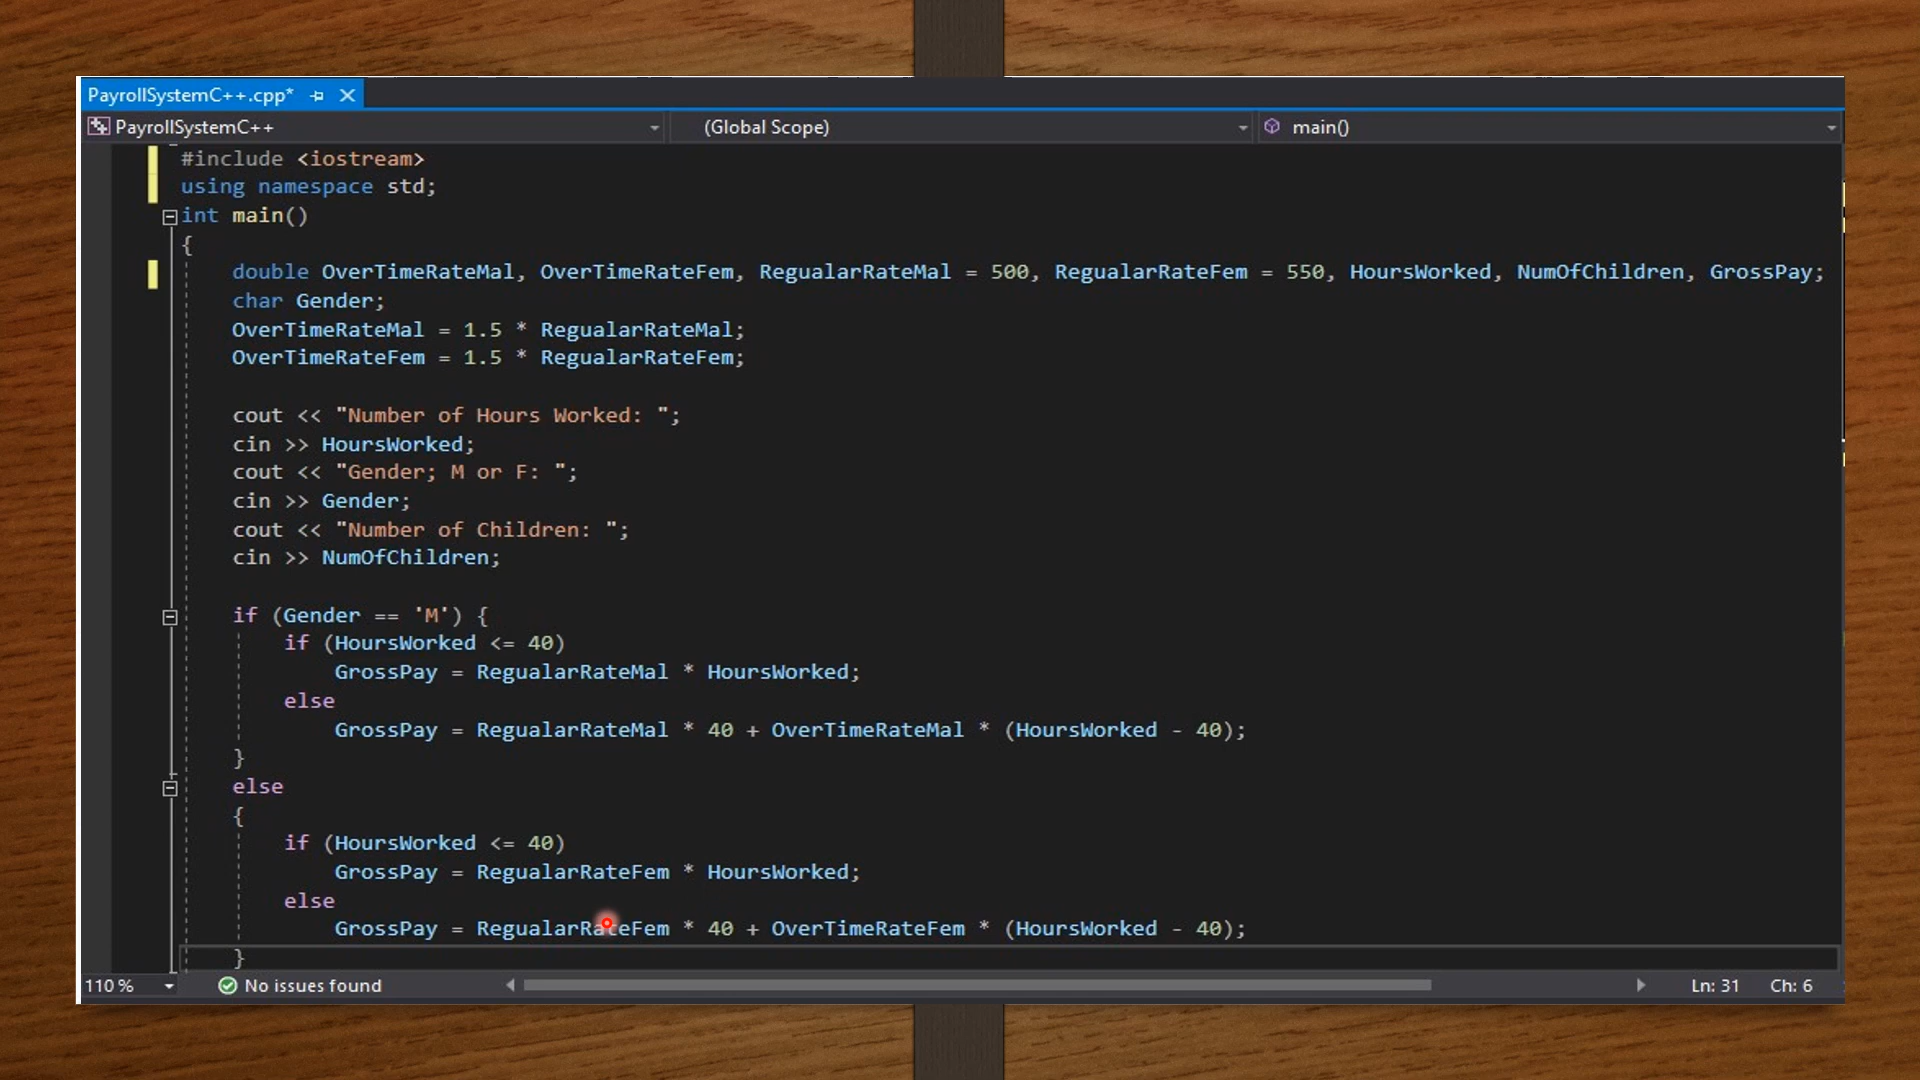 PayrollSystemC++.cpp*
PayrollSystemC++ (Global Scope) main()
#include <iostream>
using namespace std;
int main()
{
double OverTimeRateMal, OverTimeRateFem, RegualarRateMal = 500, RegualarRateFem = 550, HoursWorked, NumOfChildren, GrossPay;
char Gender;
OverTimeRateMal = 1.5 * RegualarRateMal;
OverTimeRateFem = 1.5 * RegualarRateFem;
cout << "Number of Hours Worked: ";
cin >> HoursWorked;
cout << "Gender; M or F: ";
cin >> Gender;
cout << "Number of Children: ";
cin >> NumOfChildren;
if (Gender == 'M') {
if (HoursWorked <= 40)
GrossPay = RegualarRateMal * HoursWorked;
else
GrossPay = RegualarRateMal * 40 + OverTimeRateMal * (HoursWorked - 40);
}
else
{
if (HoursWorked <= 40)
GrossPay = RegualarRateFem * HoursWorked;
else
GrossPay = RegualarRateFem * 40 + OverTimeRateFem * (HoursWorked - 40);
}
110 % No issues found Ln: 31 Ch: 6